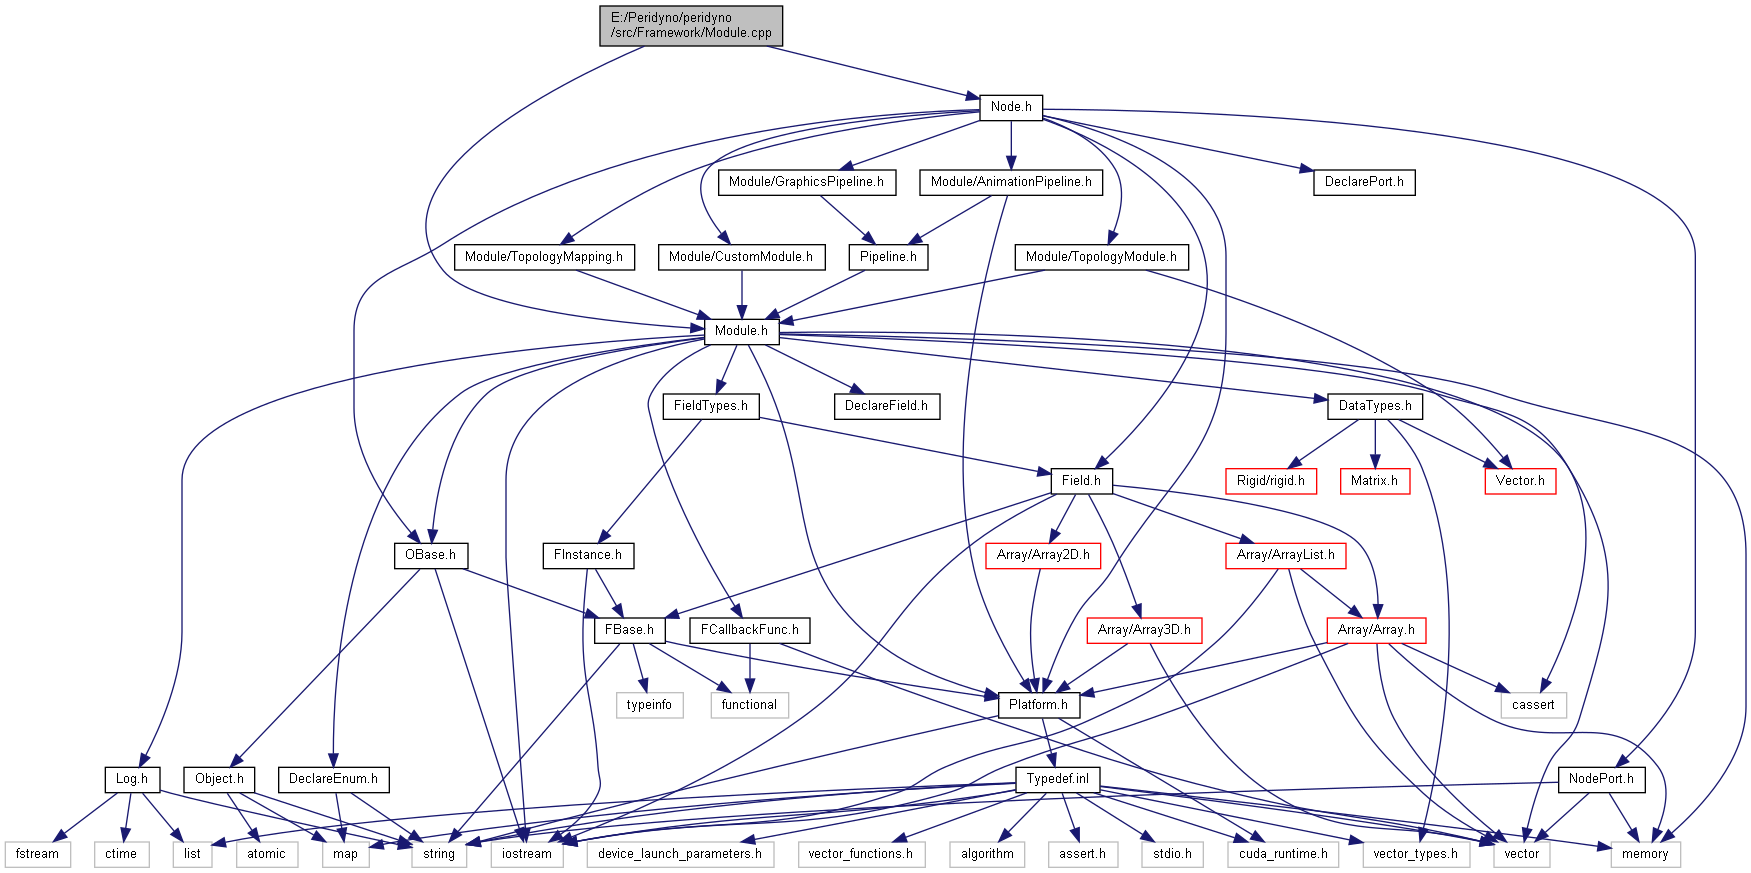 E:/Peridyno/peridyno
/src/Framework/Module.cpp
Node.h
Module/GraphicsPipeline.h
Module/AnimationPipeline.h
DeclarePort.h
Module/TopologyMapping.h
Module/CustomModule.h
Pipeline.h
Module/TopologyModule.h
Module.h
FieldTypes.h
DeclareField.h
DataTypes.h
Field.h
Rigid/rigid.h
Matrix.h
Vector.h
OBase.h
FInstance.h
Array/Array2D.h
Array/ArrayList.h
FBase.h
FCallbackFunc.h
Array/Array3D.h
Array/Array.h
typeinfo
functional
Platform.h
cassert
Log.h
Object.h
DeclareEnum.h
Typedef.inl
NodePort.h
fstream
ctime
list
atomic
map
string
iostream
device_launch_parameters.h
vector_functions.h
algorithm
assert.h
stdio.h
cuda_runtime.h
vector_types.h
vector
memory